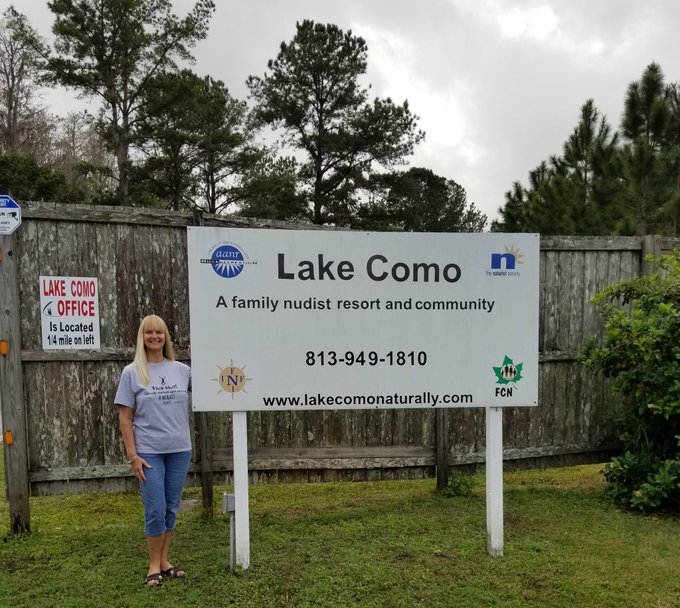 aanr
Lake Como
n
the naturist society
A family nudist resort and community
LAKE COMO
OFFICE
Is Located
1/4 mile on left
813-949-1810
F
I N F
FCN
www.lakecomonaturally.com